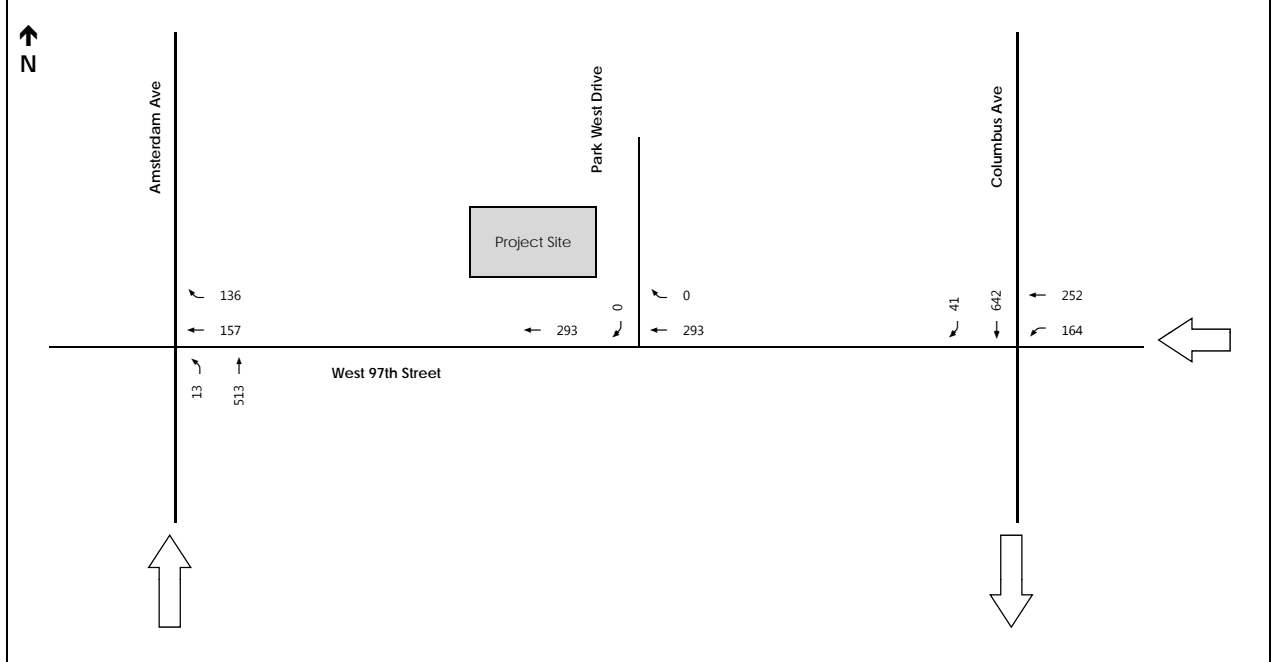 N
Amsterdam Ave
Park West Drive
Columbus Ave
Project Site
136
0
0
41
642
252
157
293
293
164
13
513
West 97th Street